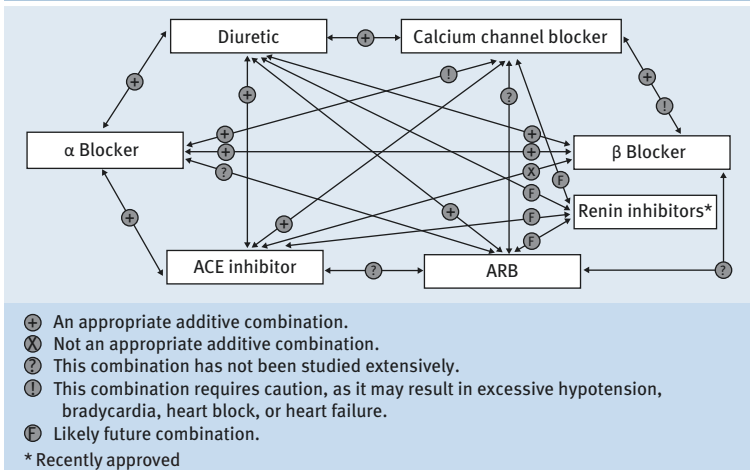 Diuretic
+
Calcium channel blocker
+
+
!
+
+
!
?
α Blocker
+
+
?
+
+
X
F
F
F
F
β Blocker
Renin inhibitors*
+
+
+
ACE inhibitor
?
ARB
?
+ An appropriate additive combination.
X Not an appropriate additive combination.
? This combination has not been studied extensively.
! This combination requires caution, as it may result in excessive hypotension,
bradycardia, heart block, or heart failure.
F Likely future combination.
* Recently approved